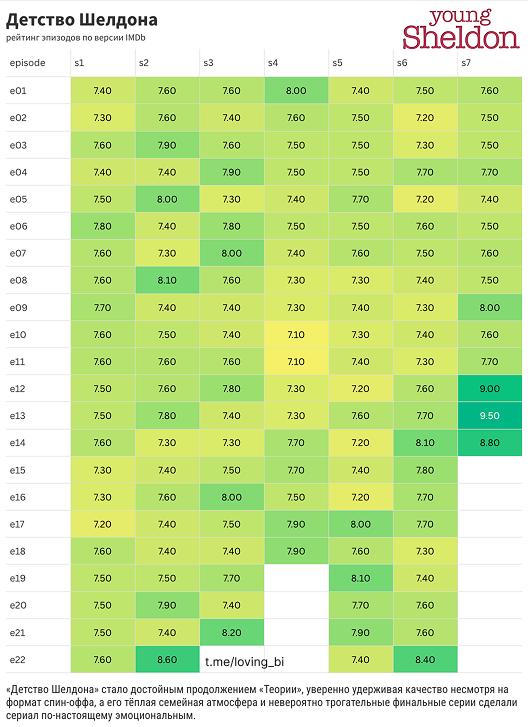 Детство Шелдона
рейтинг эпизодов по версии IMDb
young
Sheldon
episode s1 s2 s3 s4 s5 s6 s7
e01 7.40 7.60 7.60 8.00 7.40 7.50 7.60
e02 7.30 7.60 7.40 7.60 7.50 7.20 7.50
e03 7.60 7.90 7.60 7.50 7.50 7.30 7.50
e04 7.40 7.40 7.90 7.50 7.50 7.70 7.70
e05 7.50 8.00 7.30 7.40 7.70 7.20 7.40
e06 7.80 7.40 7.80 7.50 7.50 7.60 7.50
e07 7.60 7.30 8.00 7.40 7.60 7.50 7.60
e08 7.60 8.10 7.60 7.30 7.30 7.40 7.50
e09 7.70 7.40 7.40 7.30 7.40 7.30 8.00
e10 7.60 7.50 7.40 7.10 7.30 7.40 7.60
e11 7.60 7.60 7.60 7.10 7.40 7.30 7.70
e12 7.50 7.60 7.80 7.30 7.20 7.60 9.00
e13 7.50 7.80 7.40 7.30 7.60 7.70 9.50
e14 7.60 7.30 7.30 7.70 7.20 8.10 8.80
e15 7.30 7.40 7.50 7.70 7.40 7.80
e16 7.30 7.60 8.00 7.50 7.20 7.70
e17 7.20 7.40 7.50 7.90 8.00 7.70
e18 7.60 7.40 7.40 7.90 7.60 7.30
e19 7.50 7.50 7.70 8.10 7.40
e20 7.50 7.90 7.40 7.70 7.60
e21 7.50 7.40 8.20 7.90 7.60
e22 7.60 8.60 t.me/loving_bi 7.40 8.40
«Детство Шелдона» стало достойным продолжением «Теории», уверенно удерживая качество несмотря на
формат спин-оффа, а его тёплая семейная атмосфера и невероятно трогательные финальные серии сделали
сериал по-настоящему эмоциональным.